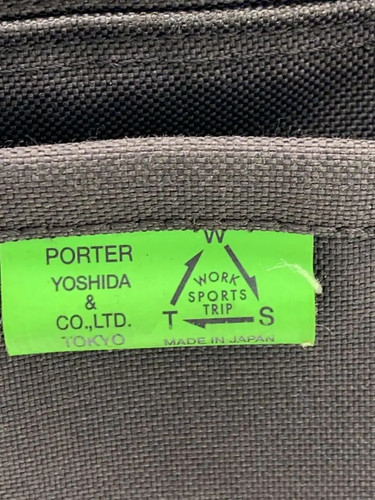 PORTER
YOSHIDA
&
CO.,LTD.
TOKYO
W
WORK
SPORTS
TRIP
T S
MADE IN JAPAN